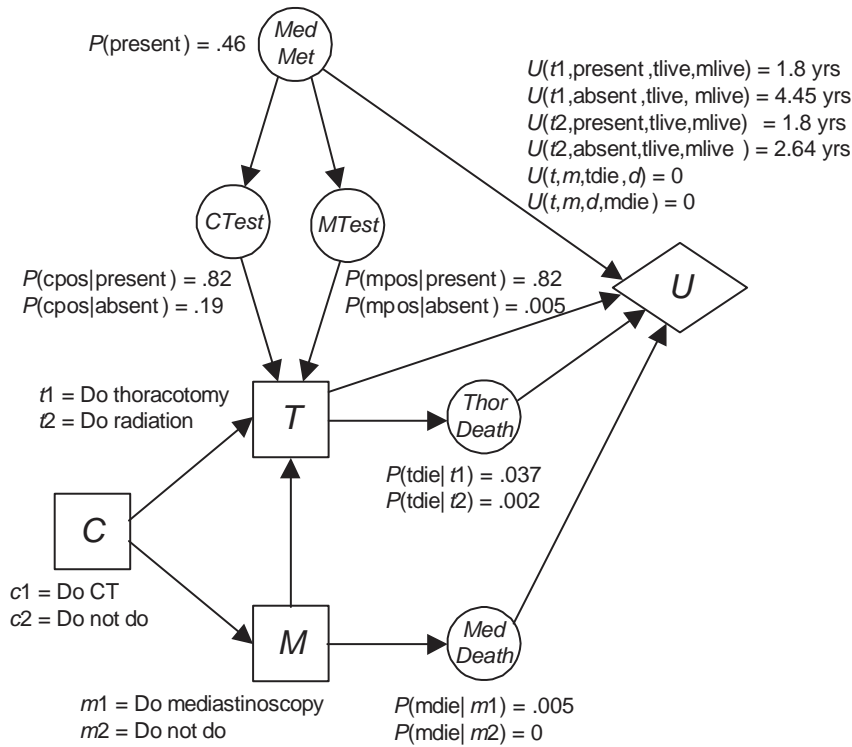 P(present) = .46
Med
Met
U(t1,present,tlive,mlive) = 1.8 yrs
U(t1,absent,tlive, mlive) = 4.45 yrs
U(t2,present,tlive,mlive) = 1.8 yrs
U(t2,absent,tlive,mlive ) = 2.64 yrs
U(t,m,tdie,d) = 0
U(t,m,d,mdie) = 0
CTest
MTest
P(cpos|present) = .82
P(cpos|absent) = .19
P(mpos|present) = .82
P(mpos|absent) = .005
U
t1 = Do thoracotomy
t2 = Do radiation
T
Thor
Death
P(tdie| t1) = .037
P(tdie| t2) = .002
C
c1 = Do CT
c2 = Do not do
M
Med
Death
m1 = Do mediastinoscopy
m2 = Do not do
P(mdie| m1) = .005
P(mdie| m2) = 0